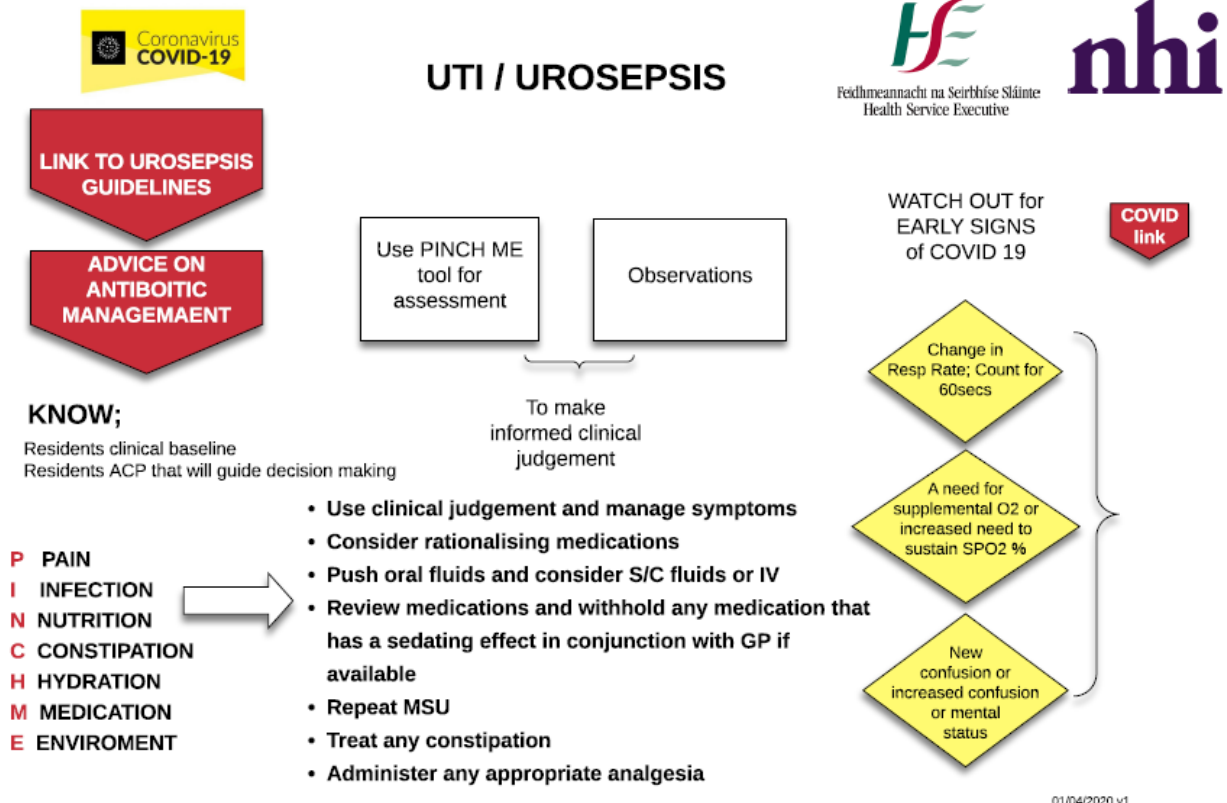 Coronavirus
COVID-19
UTI / UROSEPSIS
Feidhmeannacht na Seirbhíse Sláinte
Health Service Executive
nhi
LINK TO UROSEPSIS
GUIDELINES
ADVICE ON
ANTIBOITIC
MANAGEMAENT
Use PINCH ME
tool for
assessment
Observations
To make
informed clinical
judgement
WATCH OUT for
EARLY SIGNS
of COVID 19
COVID
link
Change in
Resp Rate; Count for
60secs
A need for
supplemental O2 or
increased need to
sustain SPO2 %
New
confusion or
increased confusion
or mental
status
KNOW;
Residents clinical baseline
Residents ACP that will guide decision making
P PAIN
I INFECTION
N NUTRITION
C CONSTIPATION
H HYDRATION
M MEDICATION
E ENVIROMENT
• Use clinical judgement and manage symptoms
• Consider rationalising medications
• Push oral fluids and consider S/C fluids or IV
• Review medications and withhold any medication that
has a sedating effect in conjunction with GP if
available
• Repeat MSU
• Treat any constipation
• Administer any appropriate analgesia
01/04/2020 v1